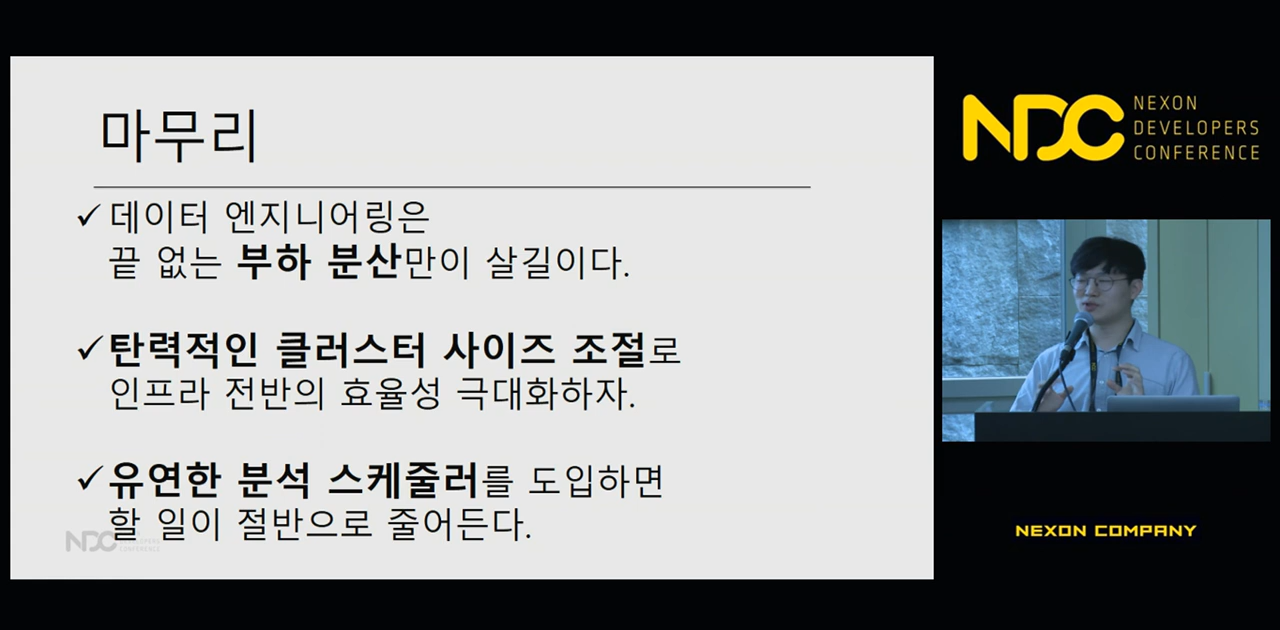 마무리
✓데이터 엔지니어링은
끝 없는 부하 분산만이 살길이다.
✓탄력적인 클러스터 사이즈 조절로
인프라 전반의 효율성 극대화하자.
✓유연한 분석 스케줄러를 도입하면
할 일이 절반으로 줄어든다.
NDC
DEVELOPERS
CONFERENCE
NDC
NEXON
DEVELOPERS
CONFERENCE
NEXON COMPANY